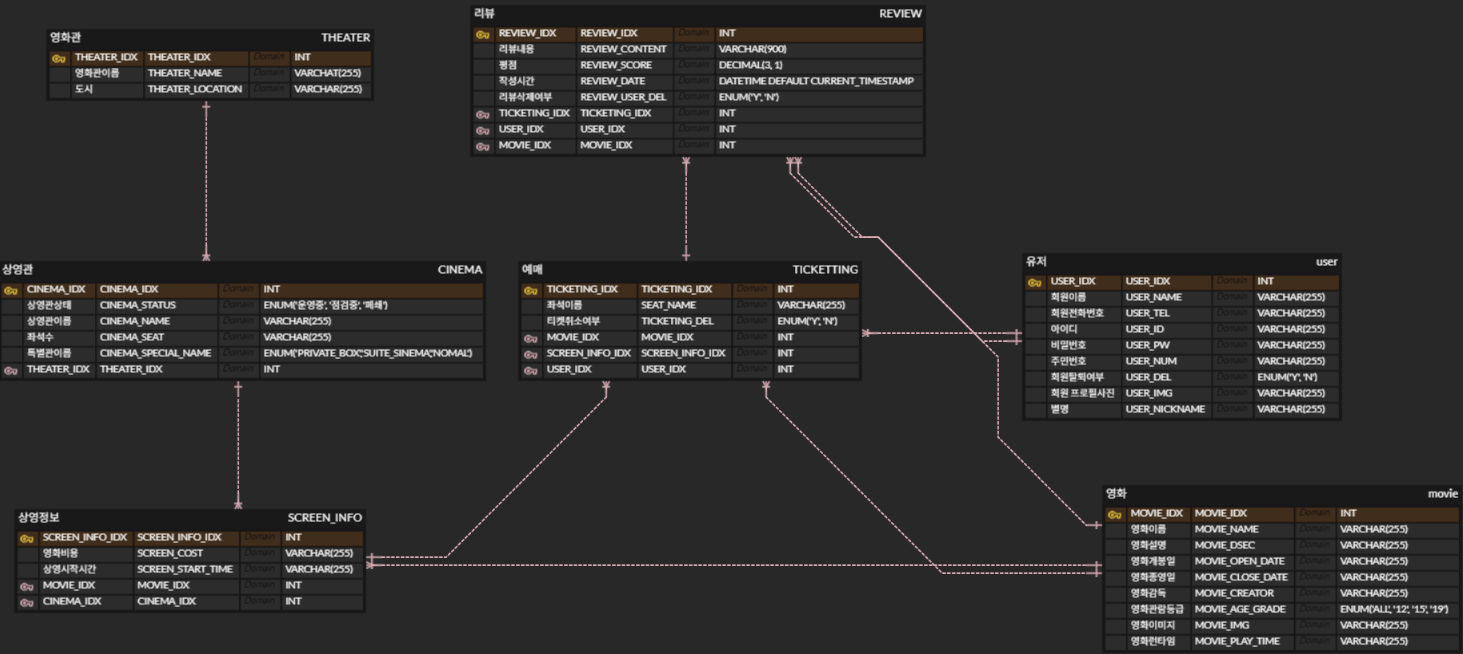 리뷰 REVIEW
REVIEW_IDX REVIEW_IDX Domain INT
리뷰내용 REVIEW_CONTENT Domain VARCHAR(900)
평점 REVIEW_SCORE Domain DECIMAL(3, 1)
작성시간 REVIEW_DATE Domain DATETIME DEFAULT CURRENT_TIMESTAMP
리뷰삭제여부 REVIEW_USER_DEL Domain ENUM('Y', 'N')
TICKETING_IDX TICKETING_IDX Domain INT
USER_IDX USER_IDX Domain INT
MOVIE_IDX MOVIE_IDX Domain INT
영화관 THEATER
THEATER_IDX THEATER_IDX Domain INT
영화관이름 THEATER_NAME Domain VARCHAT(255)
도시 THEATER_LOCATION Domain VARCHAR(255)
상영관 CINEMA
CINEMA_IDX CINEMA_IDX Domain INT
상영관상태 CINEMA_STATUS Domain ENUM('운영중', '점검중', '폐쇄')
상영관이름 CINEMA_NAME Domain VARCHAR(255)
좌석수 CINEMA_SEAT Domain VARCHAR(255)
특별관이름 CINEMA_SPECIAL_NAME Domain ENUM('PRIVATE_BOX','SUITE_SINEMA','NOMAL')
THEATER_IDX THEATER_IDX Domain INT
예매 TICKETTING
TICKETING_IDX TICKETING_IDX Domain INT
좌석이름 SEAT_NAME Domain VARCHAR(255)
티켓취소여부 TICKETING_DEL Domain ENUM('Y', 'N')
MOVIE_IDX MOVIE_IDX Domain INT
SCREEN_INFO_IDX SCREEN_INFO_IDX Domain INT
USER_IDX USER_IDX Domain INT
유저 user
USER_IDX USER_IDX Domain INT
회원이름 USER_NAME Domain VARCHAR(255)
회원전화번호 USER_TEL Domain VARCHAR(255)
아이디 USER_ID Domain VARCHAR(255)
비밀번호 USER_PW Domain VARCHAR(255)
주민번호 USER_NUM Domain VARCHAR(255)
회원탈퇴여부 USER_DEL Domain ENUM('Y', 'N')
회원 프로필사진 USER_IMG Domain VARCHAR(255)
별명 USER_NICKNAME Domain VARCHAR(255)
상영정보 SCREEN_INFO
SCREEN_INFO_IDX SCREEN_INFO_IDX Domain INT
영화비용 SCREEN_COST Domain VARCHAR(255)
상영시작시간 SCREEN_START_TIME Domain VARCHAR(255)
MOVIE_IDX MOVIE_IDX Domain INT
CINEMA_IDX CINEMA_IDX Domain INT
영화 movie
MOVIE_IDX MOVIE_IDX Domain INT
영화이름 MOVIE_NAME Domain VARCHAR(255)
영화설명 MOVIE_DSEC Domain VARCHAR(255)
영화개봉일 MOVIE_OPEN_DATE Domain VARCHAR(255)
영화종영일 MOVIE_CLOSE_DATE Domain VARCHAR(255)
영화감독 MOVIE_CREATOR Domain VARCHAR(255)
영화관람등급 MOVIE_AGE_GRADE Domain ENUM('ALL', '12', '15', '19')
영화이미지 MOVIE_IMG Domain VARCHAR(255)
영화런타임 MOVIE_PLAY_TIME Domain VARCHAR(255)